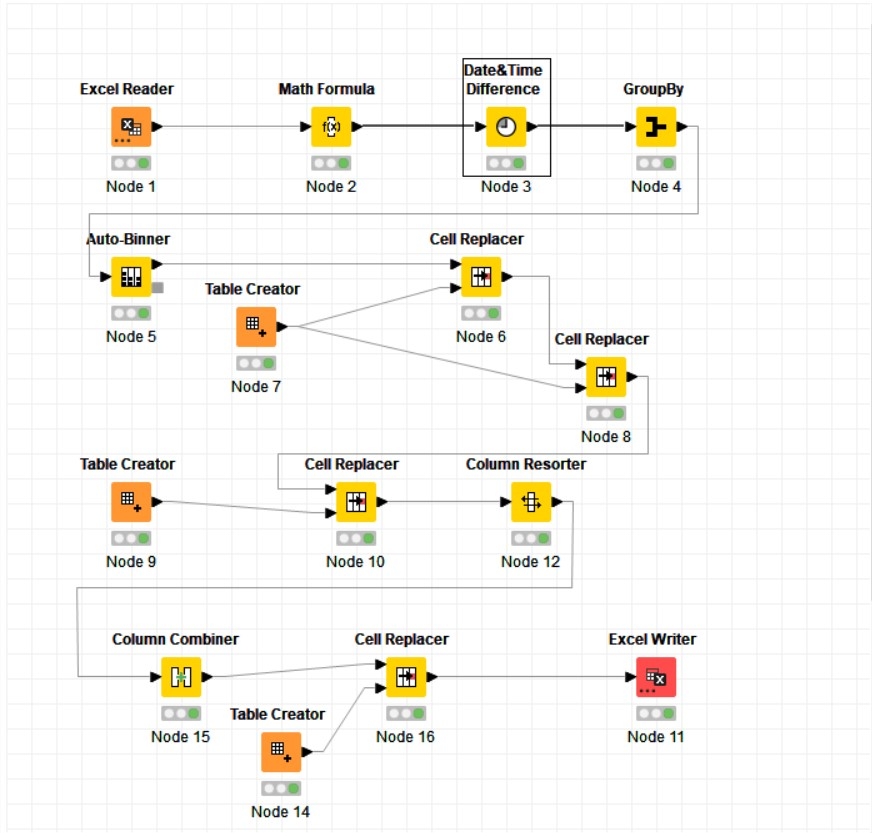 Excel Reader
Math Formula
Date&Time
Difference
GroupBy
f(x)
Node 1
Node 2
Node 3
Node 4
Auto-Binner
Cell Replacer
Table Creator
Node 5
Node 6
Cell Replacer
Node 7
Node 8
Table Creator
Cell Replacer
Column Resorter
Node 9
Node 10
Node 12
Column Combiner
Cell Replacer
Excel Writer
Table Creator
Node 15
Node 16
Node 11
Node 14